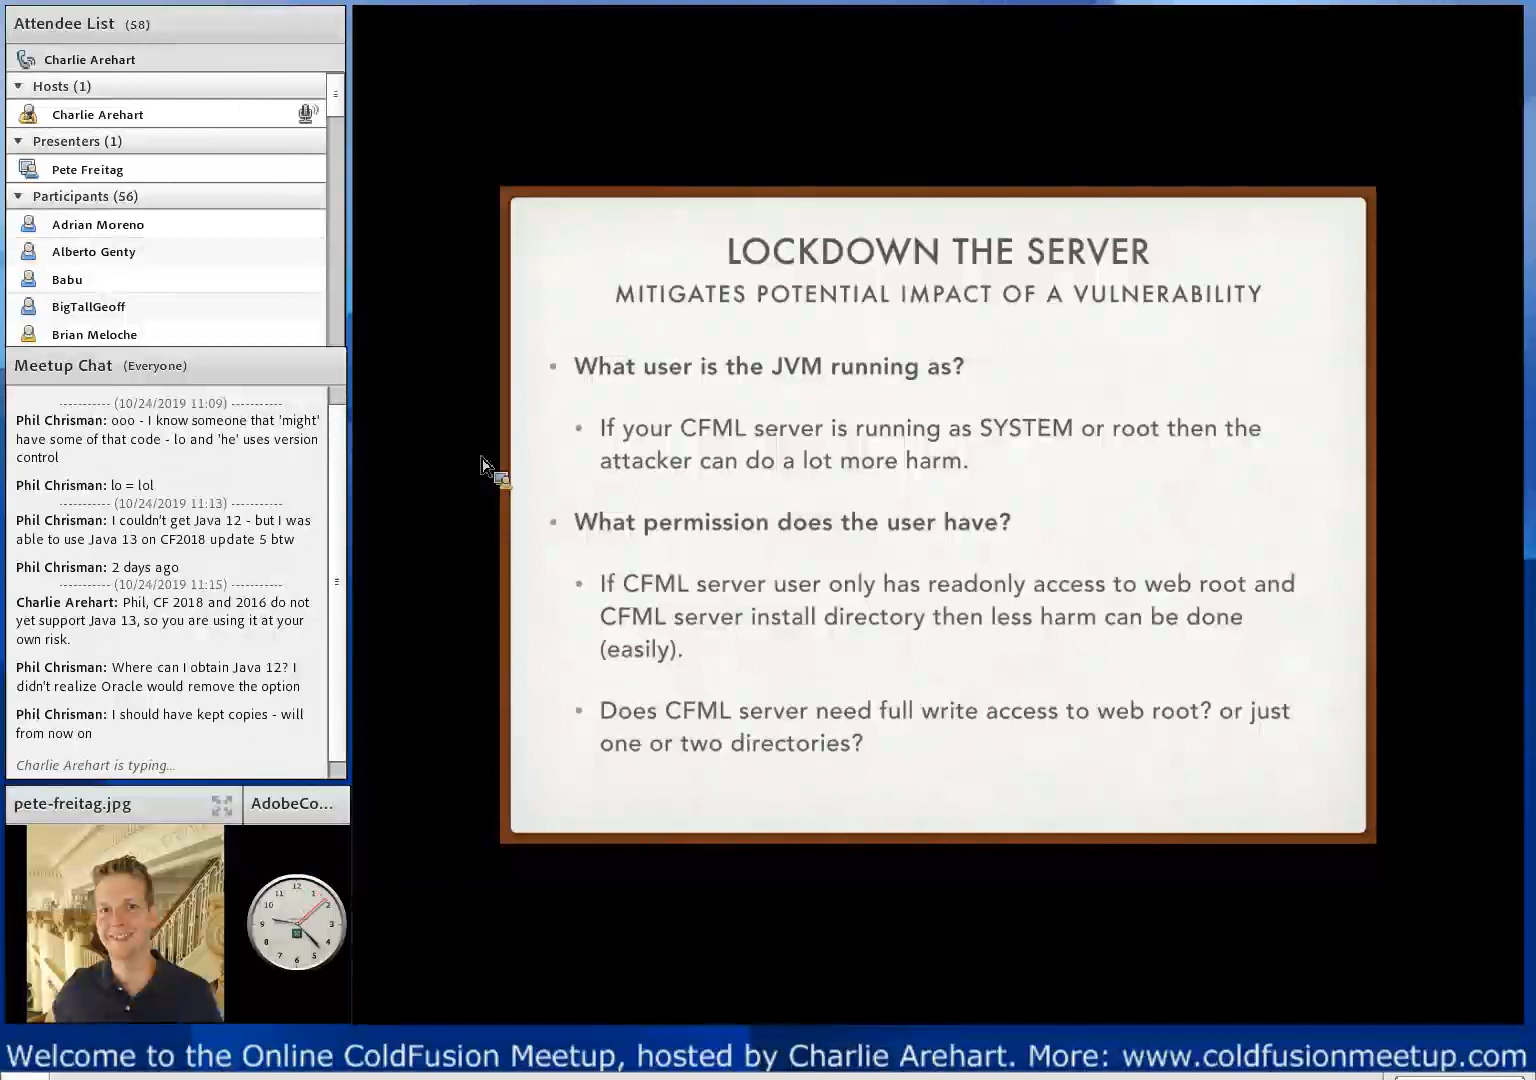 Attendee List (58)
Charlie Arehart
Hosts (1)
Charlie Arehart
Presenters (1)
Pete Freitag
Participants (56)
Adrian Moreno
Alberto Genty
Babu
BigTallGeoff
Brian Meloche
Meetup Chat (Everyone)
----------- (10/24/2019 11:09) -----------
Phil Chrisman: ooo - I know someone that 'might'
have some of that code - lo and 'he' uses version
control
Phil Chrisman: lo = lol
----------- (10/24/2019 11:13) -----------
Phil Chrisman: I couldn't get Java 12 - but I was
able to use Java 13 on CF2018 update 5 btw
Phil Chrisman: 2 days ago
----------- (10/24/2019 11:15) -----------
Charlie Arehart: Phil, CF 2018 and 2016 do not
yet support Java 13, so you are using it at your
own risk.
Phil Chrisman: Where can I obtain Java 12? I
didn't realize Oracle would remove the option
Phil Chrisman: I should have kept copies - will
from now on
Charlie Arehart is typing...
pete-freitag.jpg
AdobeCo...
12
1
2
3
4
5
6
7
8
9
10
11
LOCKDOWN THE SERVER
MITIGATES POTENTIAL IMPACT OF A VULNERABILITY
• What user is the JVM running as?
• If your CFML server is running as SYSTEM or root then the
attacker can do a lot more harm.
• What permission does the user have?
• If CFML server user only has readonly access to web root and
CFML server install directory then less harm can be done
(easily).
• Does CFML server need full write access to web root? or just
one or two directories?
Welcome to the Online ColdFusion Meetup, hosted by Charlie Arehart. More: www.coldfusionmeetup.com